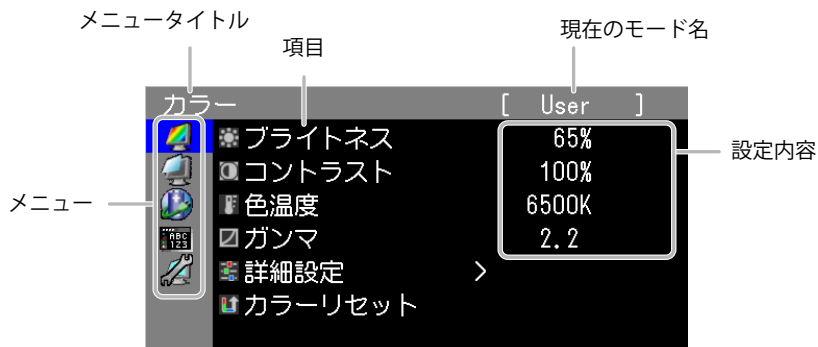 メニュータイトル
項目
現在のモード名
カラー [ User ]
ブライトネス 65%
コントラスト 100%
設定内容
メニュー
色温度 6500K
ABC
123
ガンマ 2.2
詳細設定 >
カラーリセット